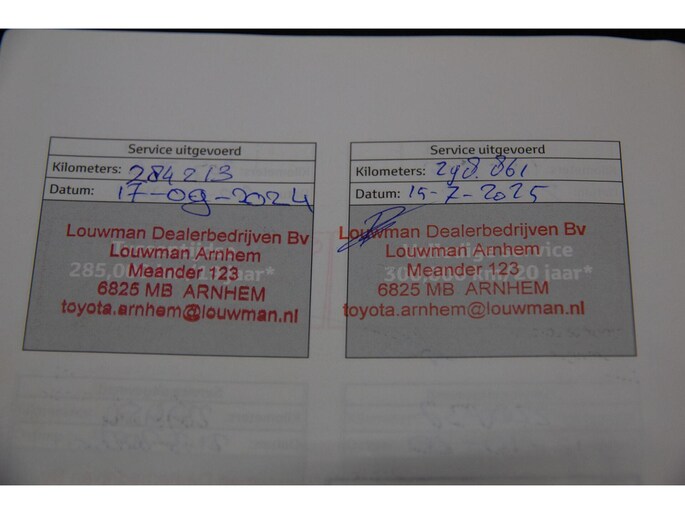 Service uitgevoerd
Kilometers: 284213
Datum: 17-09-2024
Louwman Dealerbedrijven Bv
Louwman Arnhem
Meander 123
6825 MB ARNHEM
toyota.arnhem@louwman.nl
Service uitgevoerd
Kilometers: 298.861
Datum: 15-7-2025
Louwman Dealerbedrijven Bv
Louwman Arnhem
Meander 123
6825 MB ARNHEM
toyota.arnhem@louwman.nl